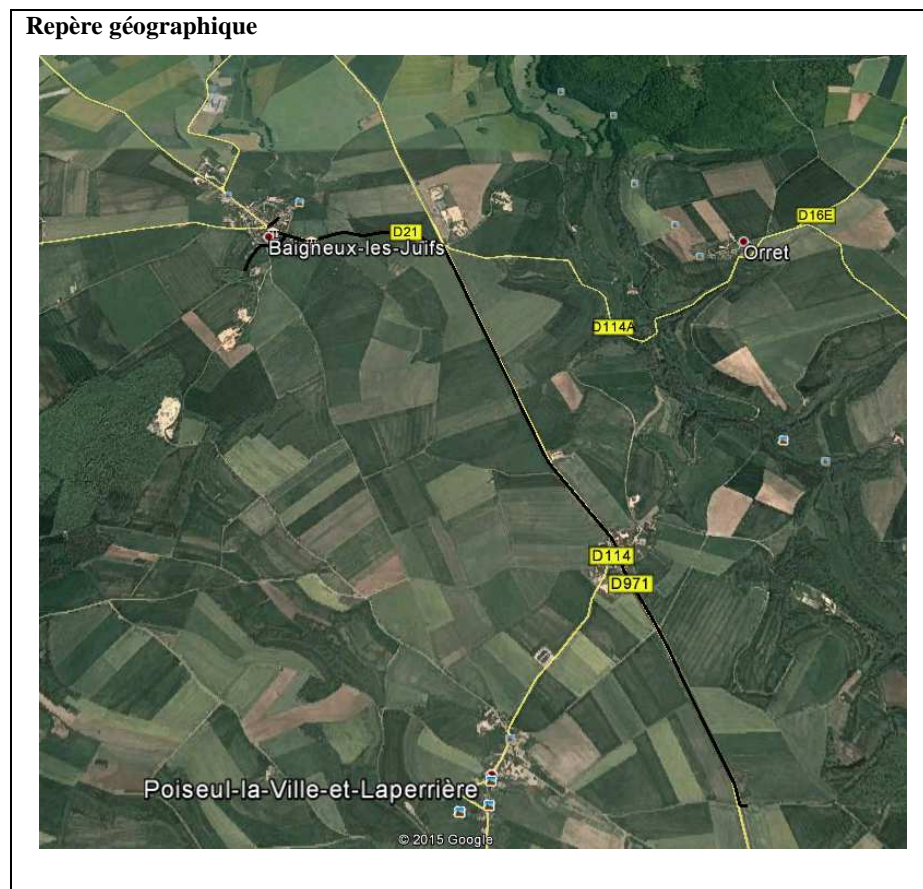 Repère géographique
D21
Baigneux-les-Juifs
D16E
Orret
D114A
D114
D971
Poiseul-la-Ville-et-Laperrière
© 2015 Google